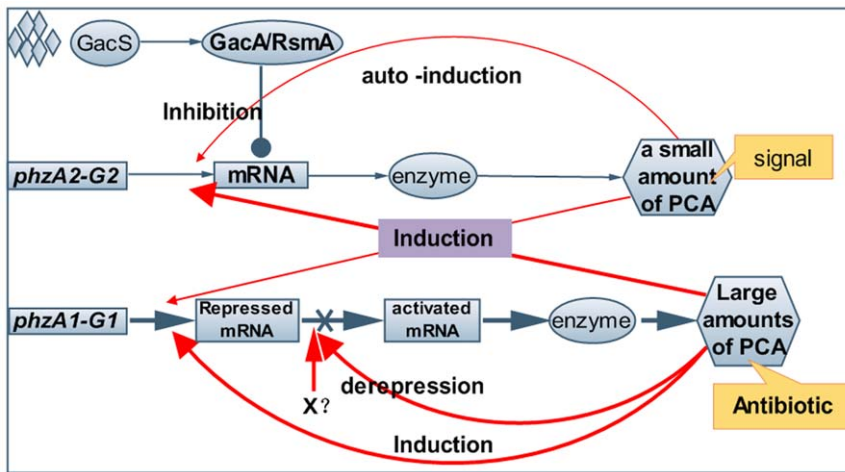 GacS
GacA/RsmA
auto -induction
Inhibition
phzA2-G2
mRNA
enzyme
a small
amount
of PCA
signal
Induction
phzA1-G1
Repressed
mRNA
activated
mRNA
enzyme
Large
amounts
of PCA
derepression
X?
Antibiotic
Induction